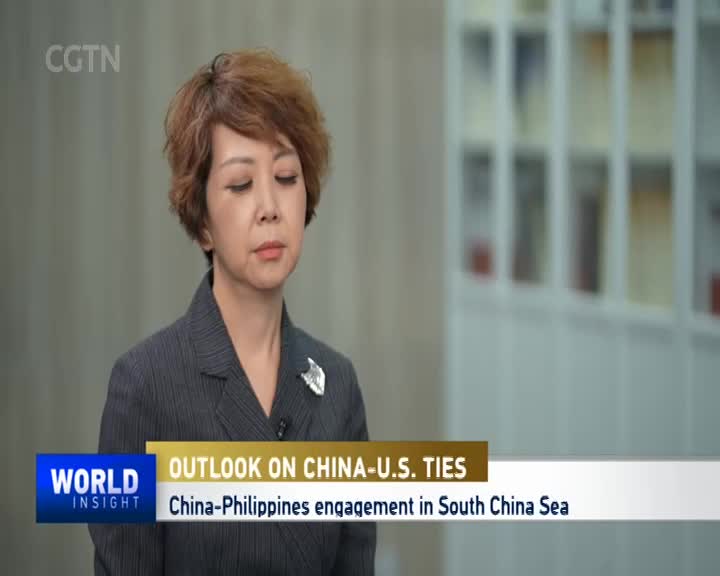 CGTN
OUTLOOK ON CHINA-U.S. TIES
WORLD
INSIGHT
China-Philippines engagement in South China Sea